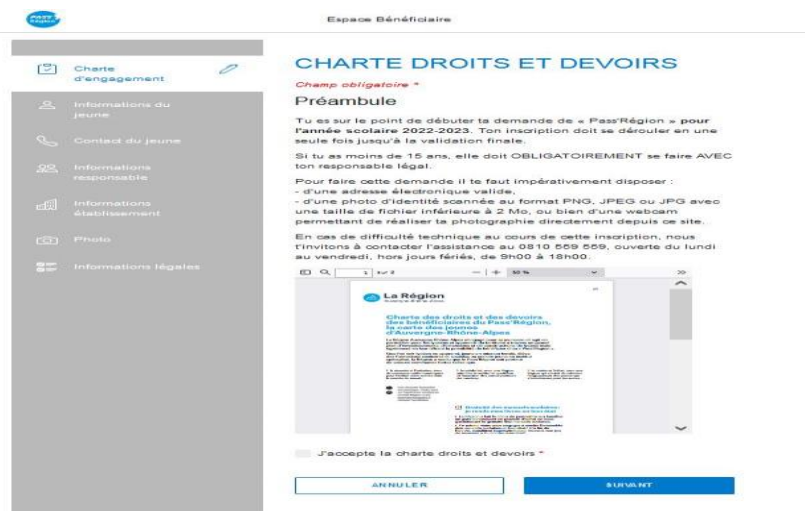 PASS'
Région
Espace Bénéficiaire
Charte
d'engagement
Informations du
jeune
Contact du jeune
Informations
responsable
Informations
établissement
Photo
Informations légales
CHARTE DROITS ET DEVOIRS
Champ obligatoire *
Préambule
Tu es sur le point de débuter ta demande de « Pass'Région » pour
l'année scolaire 2022-2023. Ton inscription doit se dérouler en une
seule fois jusqu'à la validation finale.
Si tu as moins de 15 ans, elle doit OBLIGATOIREMENT se faire AVEC
ton responsable légal.
Pour faire cette demande il te faut impérativement disposer :
- d'une adresse électronique valide,
- d'une photo d'identité scannée au format PNG, JPEG ou JPG avec
une taille de fichier inférieure à 2 Mo, ou bien d'une webcam
permettant de réaliser ta photographie directement depuis ce site.
En cas de difficulté technique au cours de cette inscription, nous
t'invitons à contacter l'assistance au 0810 559 559, ouverte du lundi
au vendredi, hors jours fériés, de 9h00 à 18h00.
1 sur 2
50 %
La Région
Charte des droits et des devoirs
des bénéficiaires du Pass'Région,
la carte des jeunes
d'Auvergne-Rhône-Alpes
J'accepte la charte droits et devoirs *
ANNULER
SUIVANT